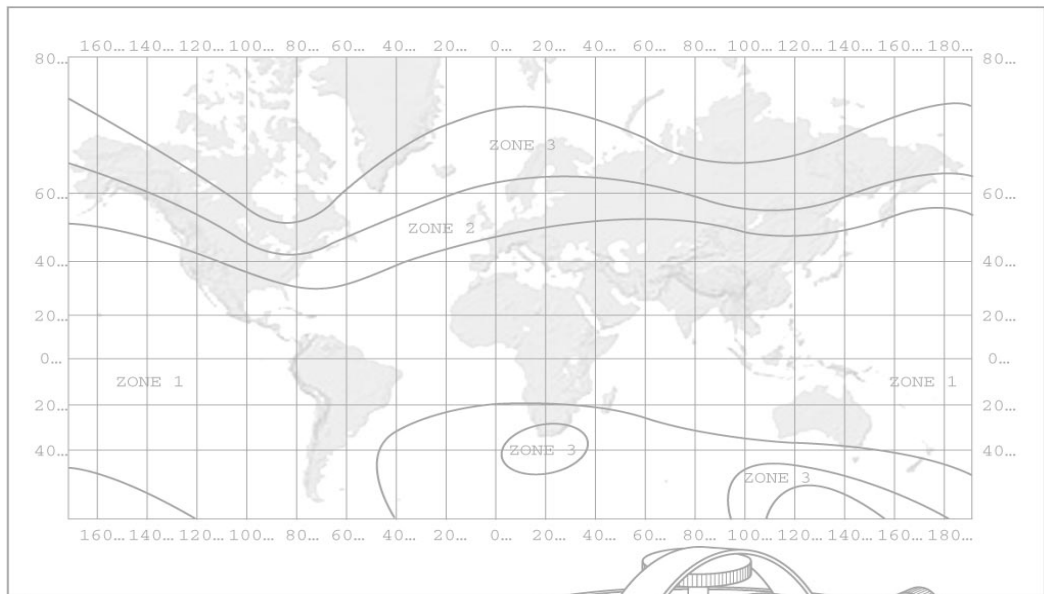 160… 140… 120… 100… 80… 60… 40… 20… 0… 20… 40… 60… 80… 100… 120… 140… 160… 180…
80… 80…
ZONE 3
60… 60…
ZONE 2
40… 40…
20… 20…
0… 0…
ZONE 1 ZONE 1
20… 20…
40… ZONE 3 40…
ZONE 3
160… 140… 120… 100… 80… 60… 40… 20… 0… 20… 40… 60… 80… 100… 120… 140… 160… 180…